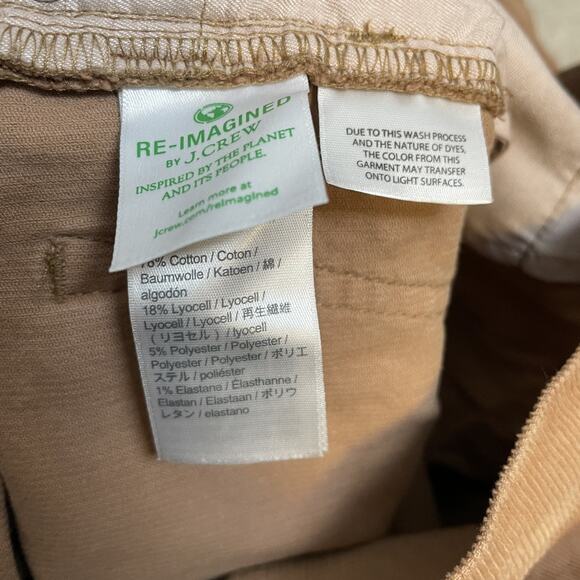 RE-IMAGINED
BY J.CREW
INSPIRED BY THE PLANET
AND ITS PEOPLE.
Learn more at
jcrew.com/reimagined
DUE TO THIS WASH PROCESS
AND THE NATURE OF DYES,
THE COLOR FROM THIS
GARMENT MAY TRANSFER
ONTO LIGHT SURFACES.
76% Cotton / Coton /
Baumwolle / Katoen / 綿 /
algodón
18% Lyocell / Lyocell /
Lyocell / Lyocell / 再生繊維
(リヨセル) / lyocell
5% Polyester / Polyester /
Polyester / Polyester / ポリエ
ステル / poliéster
1% Elastane / Élasthanne /
Elastan / Elastaan / ポリウ
レタン / elastano